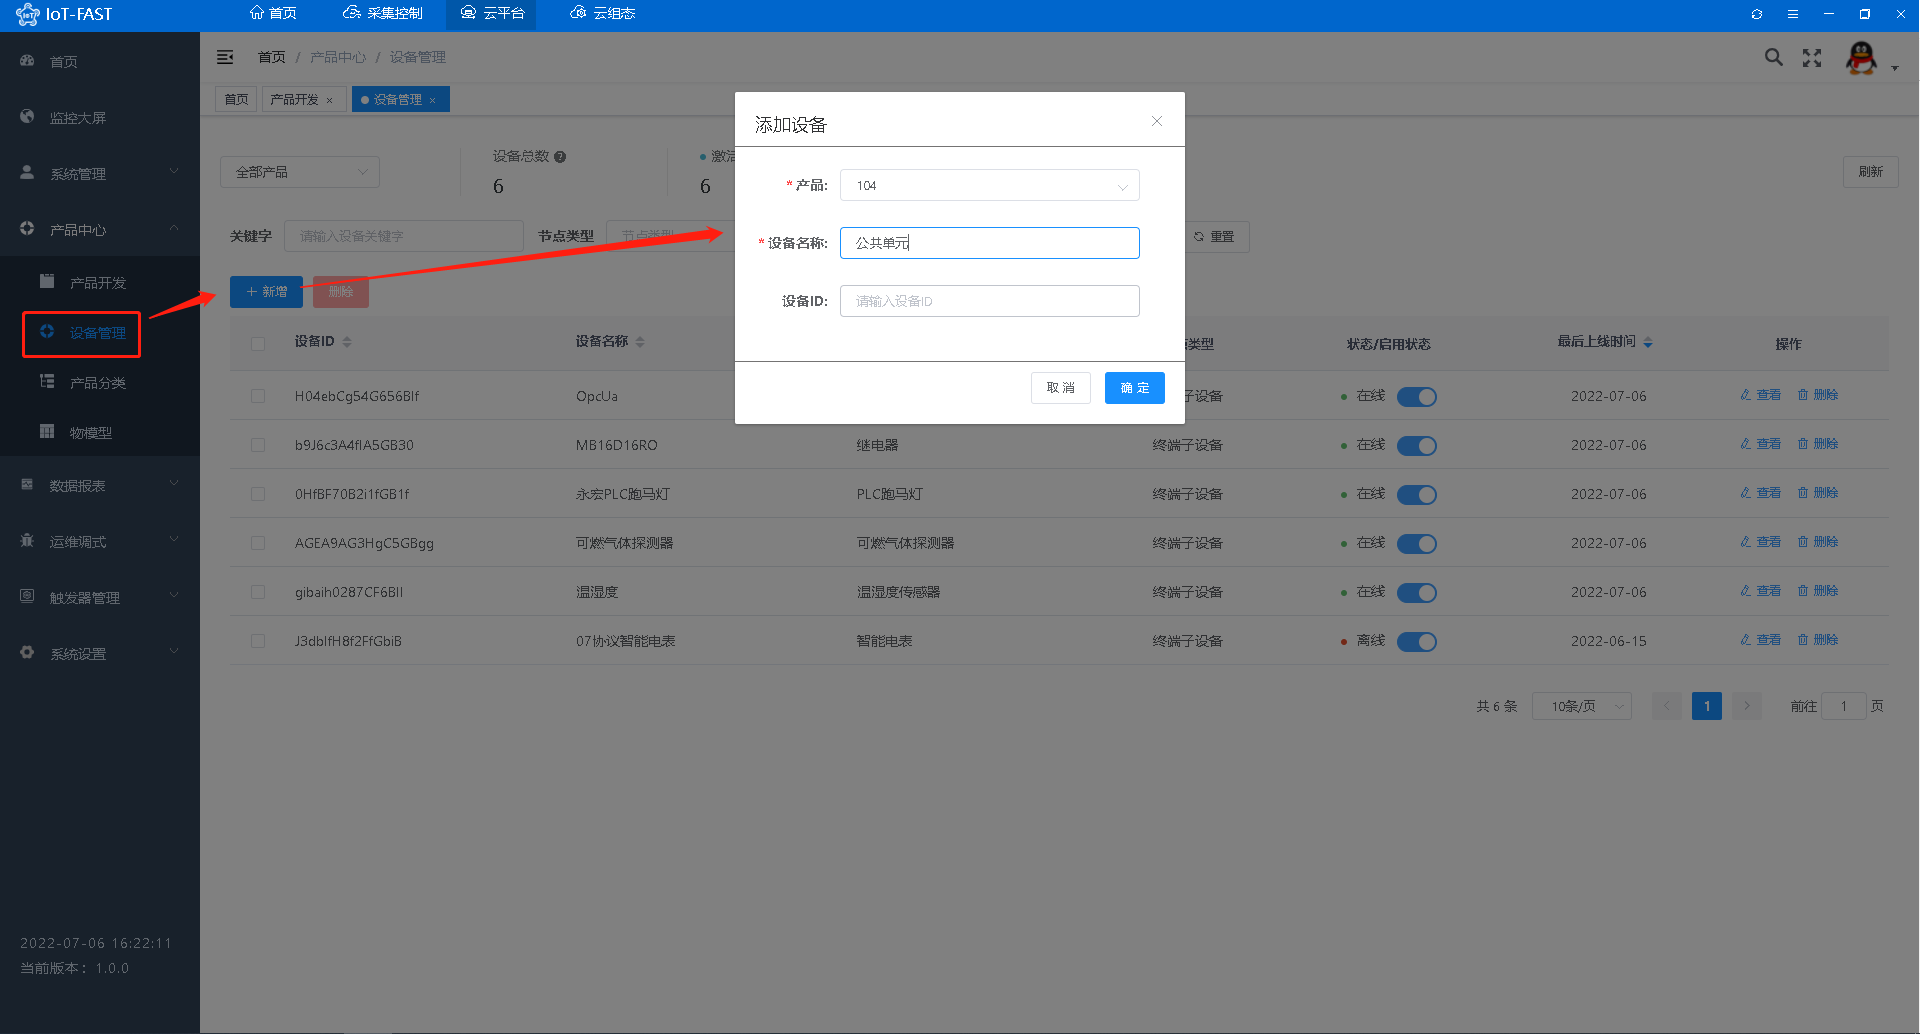 IoT-FAST 首页 采集控制 云平台 云组态
首页
监控大屏
系统管理
产品中心
产品开发
设备管理
产品分类
物模型
数据报表
运维调式
触发器管理
系统设置
2022-07-06 16:22:11
当前版本：1.0.0
首页 / 产品中心 / 设备管理
首页 产品开发 × 设备管理 ×
全部产品 设备总数 ? 激活 刷新
6 6
关键字 请输入设备关键字 节点类型 节点类型 重置
+ 新增 删除
添加设备
* 产品: 104
* 设备名称: 公共单元
设备ID: 请输入设备ID
取 消 确 定
设备ID 设备名称 类型 状态/启用状态 最后上线时间 操作
OpcUa 子设备 在线 2022-07-06 查看 删除
MB16D16RO 继电器 终端子设备 在线 2022-07-06 查看 删除
永宏PLC跑马灯 PLC跑马灯 终端子设备 在线 2022-07-06 查看 删除
AGEA9AG3HgC5GBgg 可燃气体探测器 可燃气体探测器 终端子设备 在线 2022-07-06 查看 删除
温湿度 温湿度传感器 终端子设备 在线 2022-07-06 查看 删除
07协议智能电表 智能电表 终端子设备 离线 2022-06-15 查看 删除
共 6 条 10条/页 1 前往 1 页